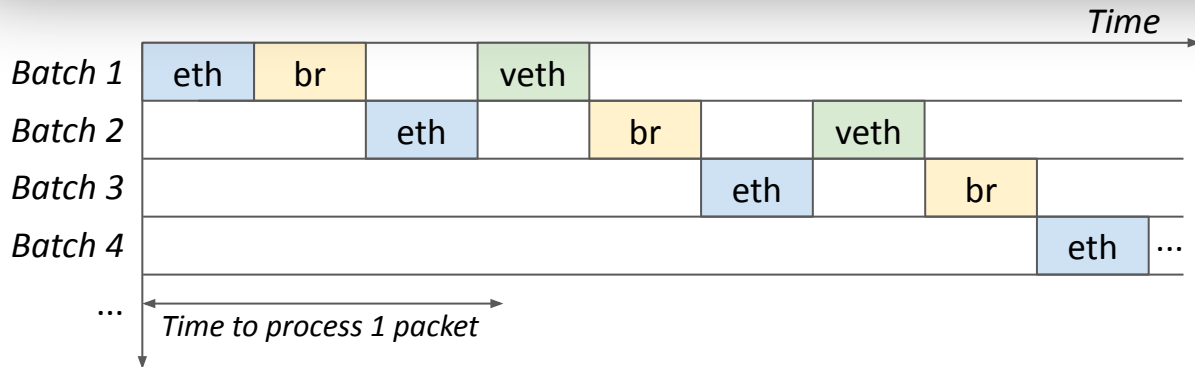 Time
Batch 1 eth br veth
Batch 2 eth br veth
Batch 3 eth br
Batch 4 eth ...
...
Time to process 1 packet